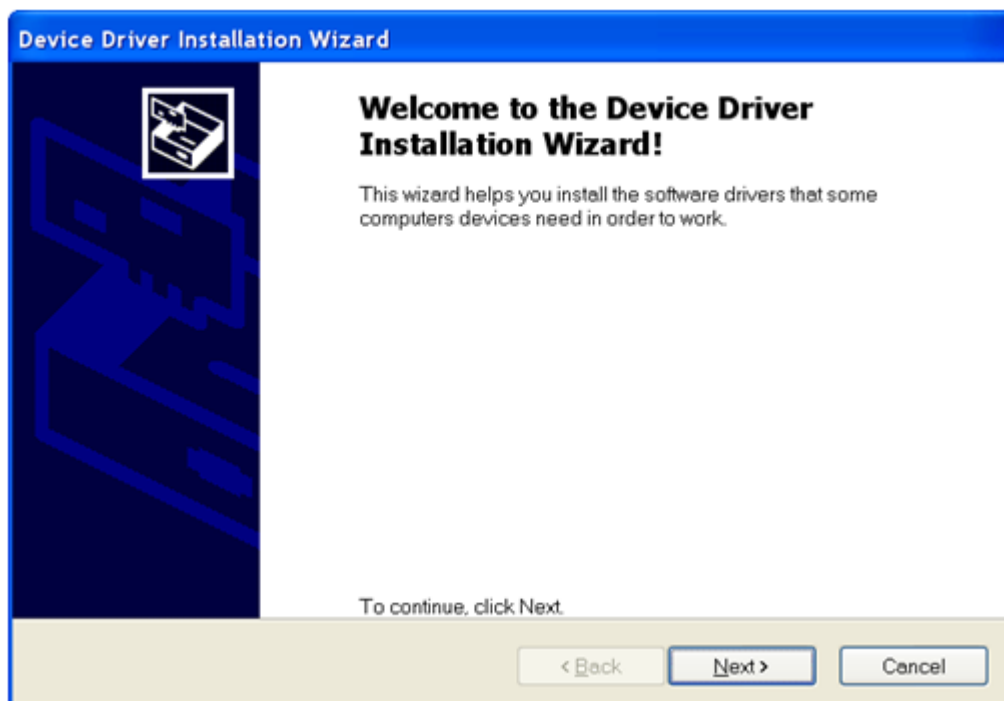 Device Driver Installation Wizard
Welcome to the Device Driver
Installation Wizard!
This wizard helps you install the software drivers that some
computers devices need in order to work.
To continue, click Next.
< Back Next > Cancel